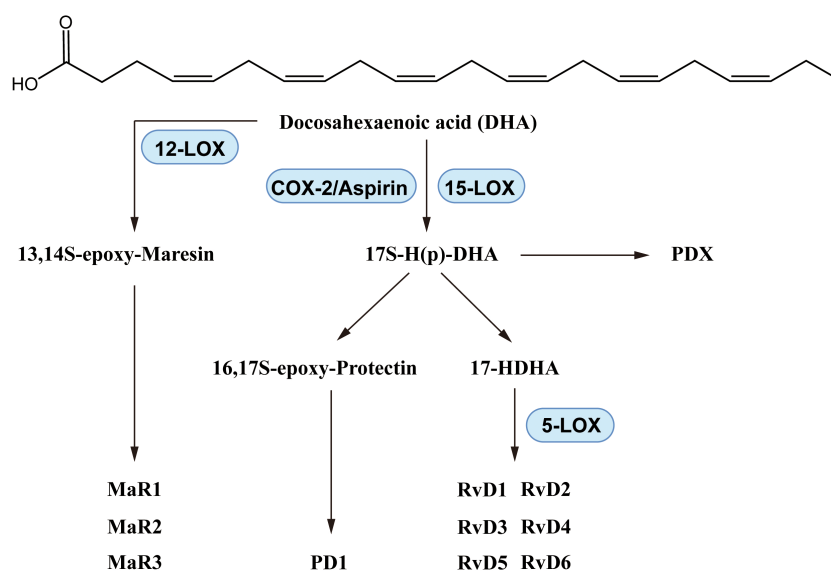 O
HO
Docosahexaenoic acid (DHA)
12-LOX
COX-2/Aspirin
15-LOX
13,14S-epoxy-Maresin
17S-H(p)-DHA
PDX
16,17S-epoxy-Protectin
17-HDHA
5-LOX
MaR1
RvD1 RvD2
MaR2
RvD3 RvD4
MaR3
PD1
RvD5 RvD6